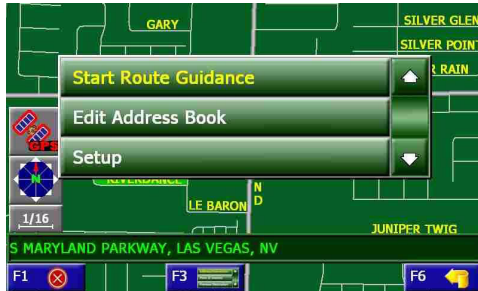 GARY
SILVER GLEN
SILVER POINT
RAIN
Start Route Guidance
Edit Address Book
Setup
GPS
N
RIVERDANCE
LE BARON
N
D
1/16
JUNIPER TWIG
S MARYLAND PARKWAY, LAS VEGAS, NV
F1
F3
F6